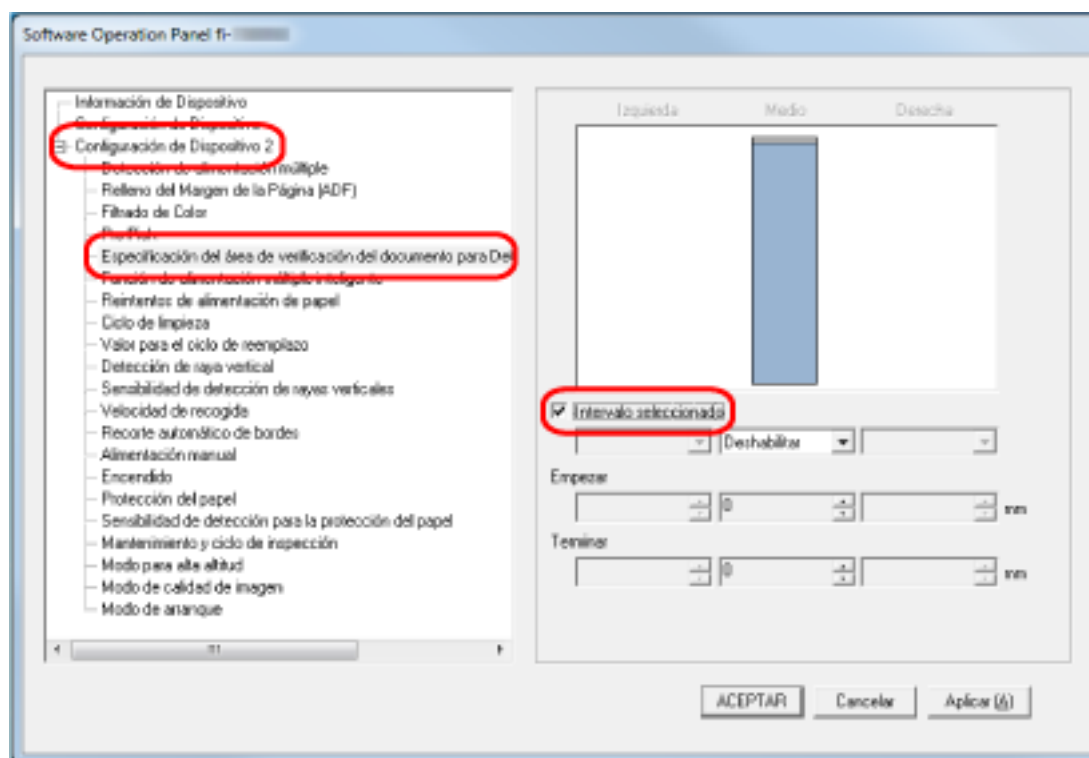 Software Operation Panel fi-
Información de Dispositivo
Configuración de Dispositivo
Configuración de Dispositivo 2
Detección de alimentación múltiple
Relleno del Margen de la Página (ADF)
Filtrado de Color
Pre-Pick
Especificación del área de verificación del documento para Det
Función de alimentación múltiple inteligente
Reintentos de alimentación de papel
Ciclo de limpieza
Valor para el ciclo de reemplazo
Detección de raya vertical
Sensibilidad de detección de rayas verticales
Velocidad de recogida
Recorte automático de bordes
Alimentación manual
Encendido
Protección del papel
Sensibilidad de detección para la protección del papel
Mantenimiento y ciclo de inspección
Modo para alta altitud
Modo de calidad de imagen
Modo de arranque
Izquierda Medio Derecha
Intervalo seleccionado
Deshabilitar
Empezar
0 mm
Terminar
0 mm
ACEPTAR Cancelar Aplicar (A)